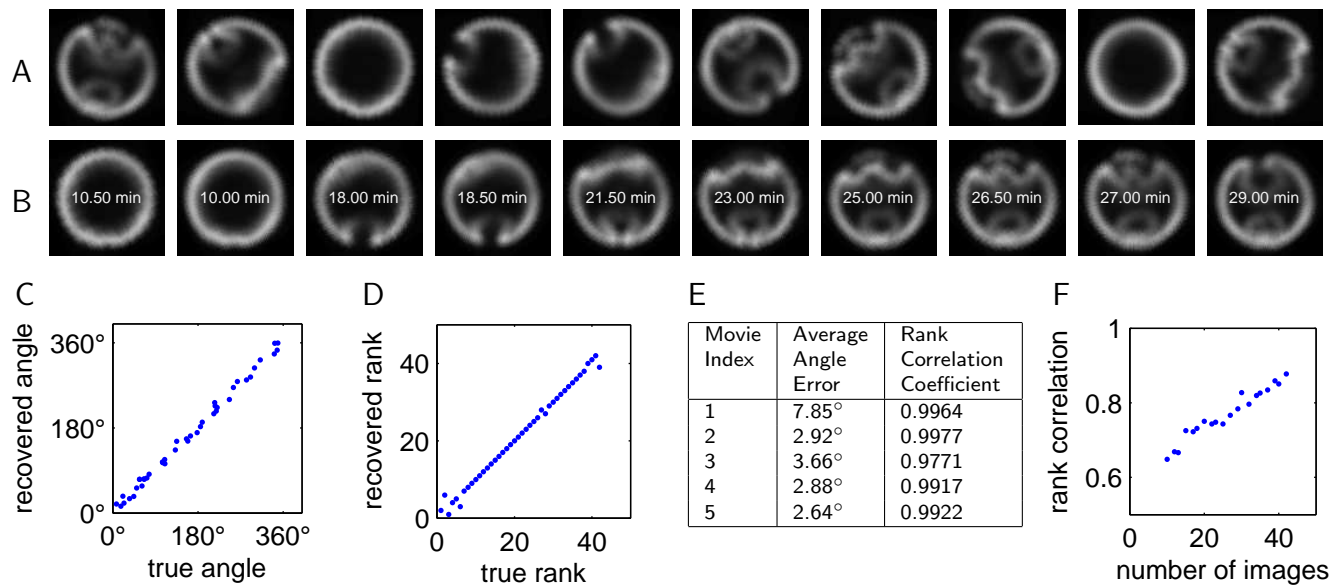 A
B
10.50 min 10.00 min 18.00 min 18.50 min 21.50 min 23.00 min 25.00 min 26.50 min 27.00 min 29.00 min
C
recovered angle
360°
180°
0°
0° 180° 360°
true angle
D
recovered rank
40
20
0
0 20 40
true rank
E
Movie Index Average Angle Error Rank Correlation Coefficient
1 7.85° 0.9964
2 2.92° 0.9977
3 3.66° 0.9771
4 2.88° 0.9917
5 2.64° 0.9922
F
rank correlation
1
0.8
0.6
0 20 40
number of images